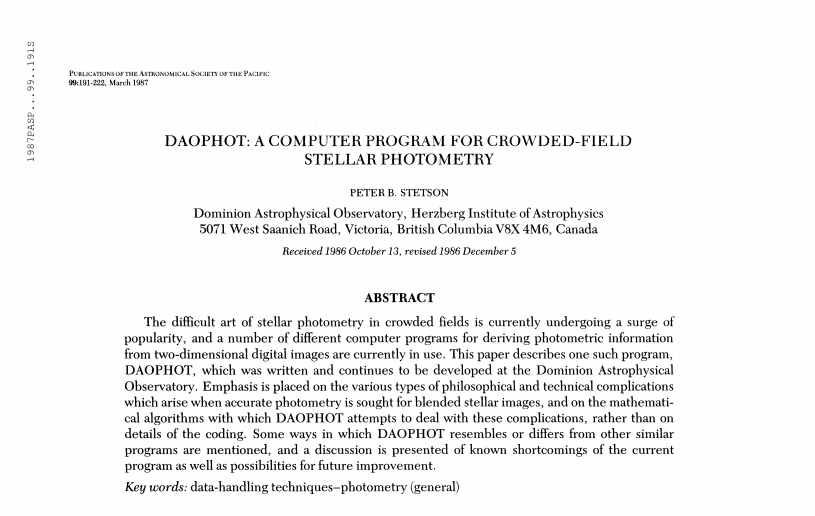 1987PASP...99..191S
PUBLICATIONS OF THE ASTRONOMICAL SOCIETY OF THE PACIFIC
99:191-222, March 1987
DAOPHOT: A COMPUTER PROGRAM FOR CROWDED-FIELD
STELLAR PHOTOMETRY
PETER B. STETSON
Dominion Astrophysical Observatory, Herzberg Institute of Astrophysics
5071 West Saanich Road, Victoria, British Columbia V8X 4M6, Canada
Received 1986 October 13, revised 1986 December 5
ABSTRACT
The difficult art of stellar photometry in crowded fields is currently undergoing a surge of
popularity, and a number of different computer programs for deriving photometric information
from two-dimensional digital images are currently in use. This paper describes one such program,
DAOPHOT, which was written and continues to be developed at the Dominion Astrophysical
Observatory. Emphasis is placed on the various types of philosophical and technical complications
which arise when accurate photometry is sought for blended stellar images, and on the mathemati-
cal algorithms with which DAOPHOT attempts to deal with these complications, rather than on
details of the coding. Some ways in which DAOPHOT resembles or differs from other similar
programs are mentioned, and a discussion is presented of known shortcomings of the current
program as well as possibilities for future improvement.
Key words: data-handling techniques–photometry (general)